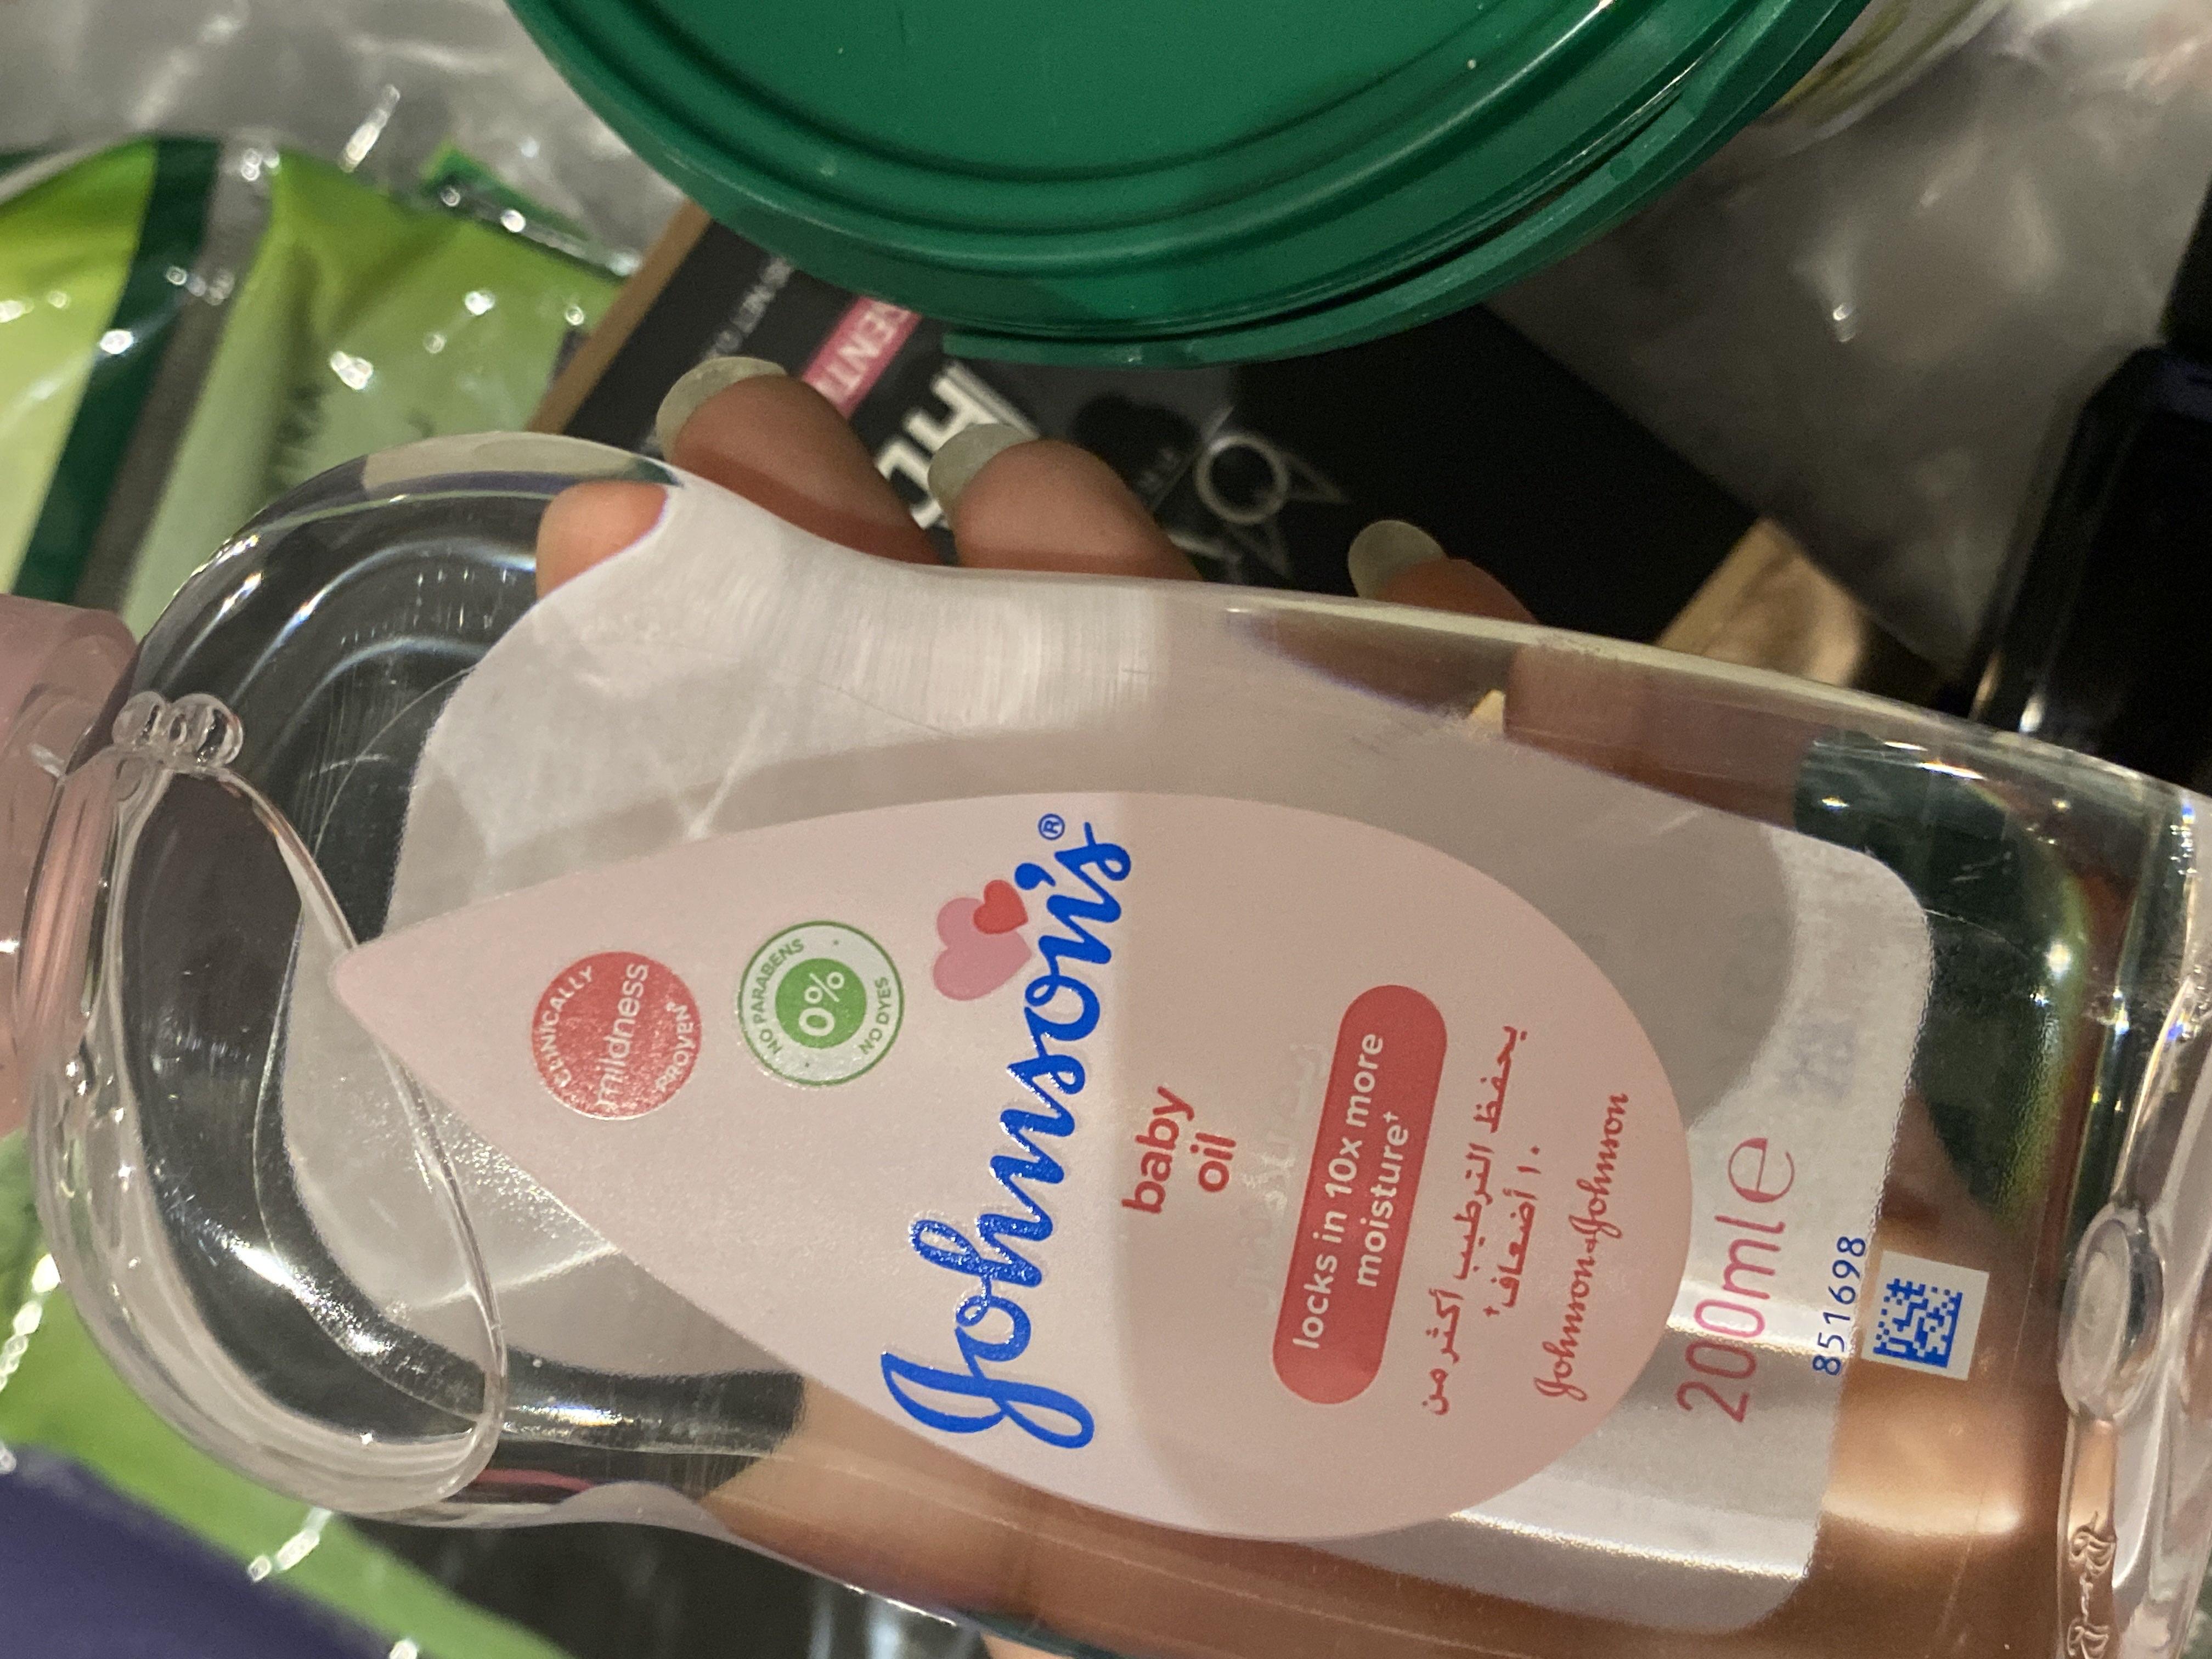 CLINICALLY
mildness
PROVEN
NO PARABENS
0%
NO DYES
Johnson's®
baby
oil
locks in 10x more
moisture†
يحفظ الترطيب أكثر من
١٠ أضعاف†
Johnson & Johnson
200ml e
851698